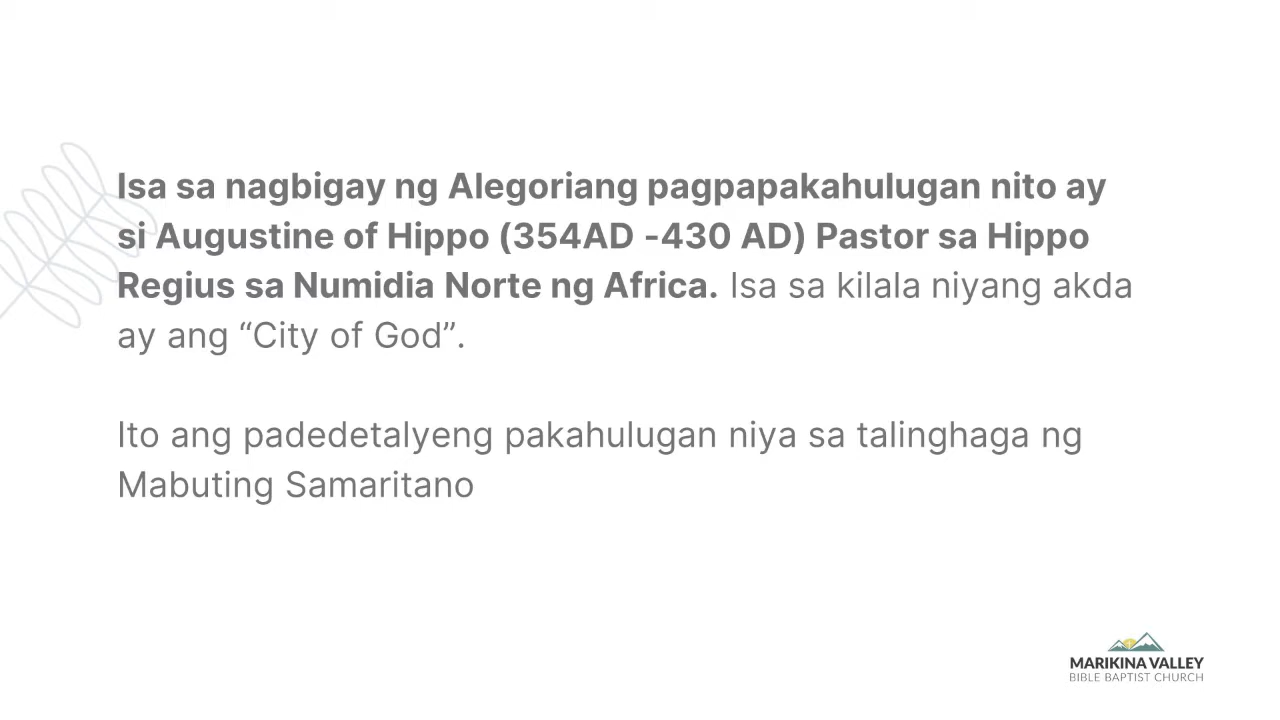 Isa sa nagbigay ng Alegoriang pagpapakahulugan nito ay
si Augustine of Hippo (354AD -430 AD) Pastor sa Hippo
Regius sa Numidia Norte ng Africa. Isa sa kilala niyang akda
ay ang “City of God”.
Ito ang padedetalyeng pakahulugan niya sa talinghaga ng
Mabuting Samaritano
MARIKINA VALLEY
BIBLE BAPTIST CHURCH